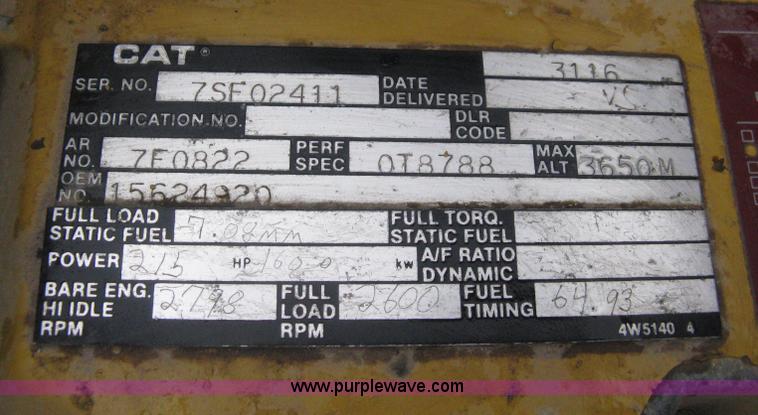 CAT® 3116
SER. NO. 7SF02411 DATE DELIVERED
MODIFICATION NO. DLR CODE
AR NO. 7E0822 PERF SPEC 0T8788 MAX ALT 3650 M
OEM NO. 15624920
FULL LOAD STATIC FUEL 7.02mm FULL TORQ. STATIC FUEL
POWER 215 HP 160.0 kw A/F RATIO DYNAMIC
BARE ENG. HI IDLE RPM 2798 FULL LOAD RPM 2600 FUEL TIMING 64.93
4W5140 4
www.purplewave.com